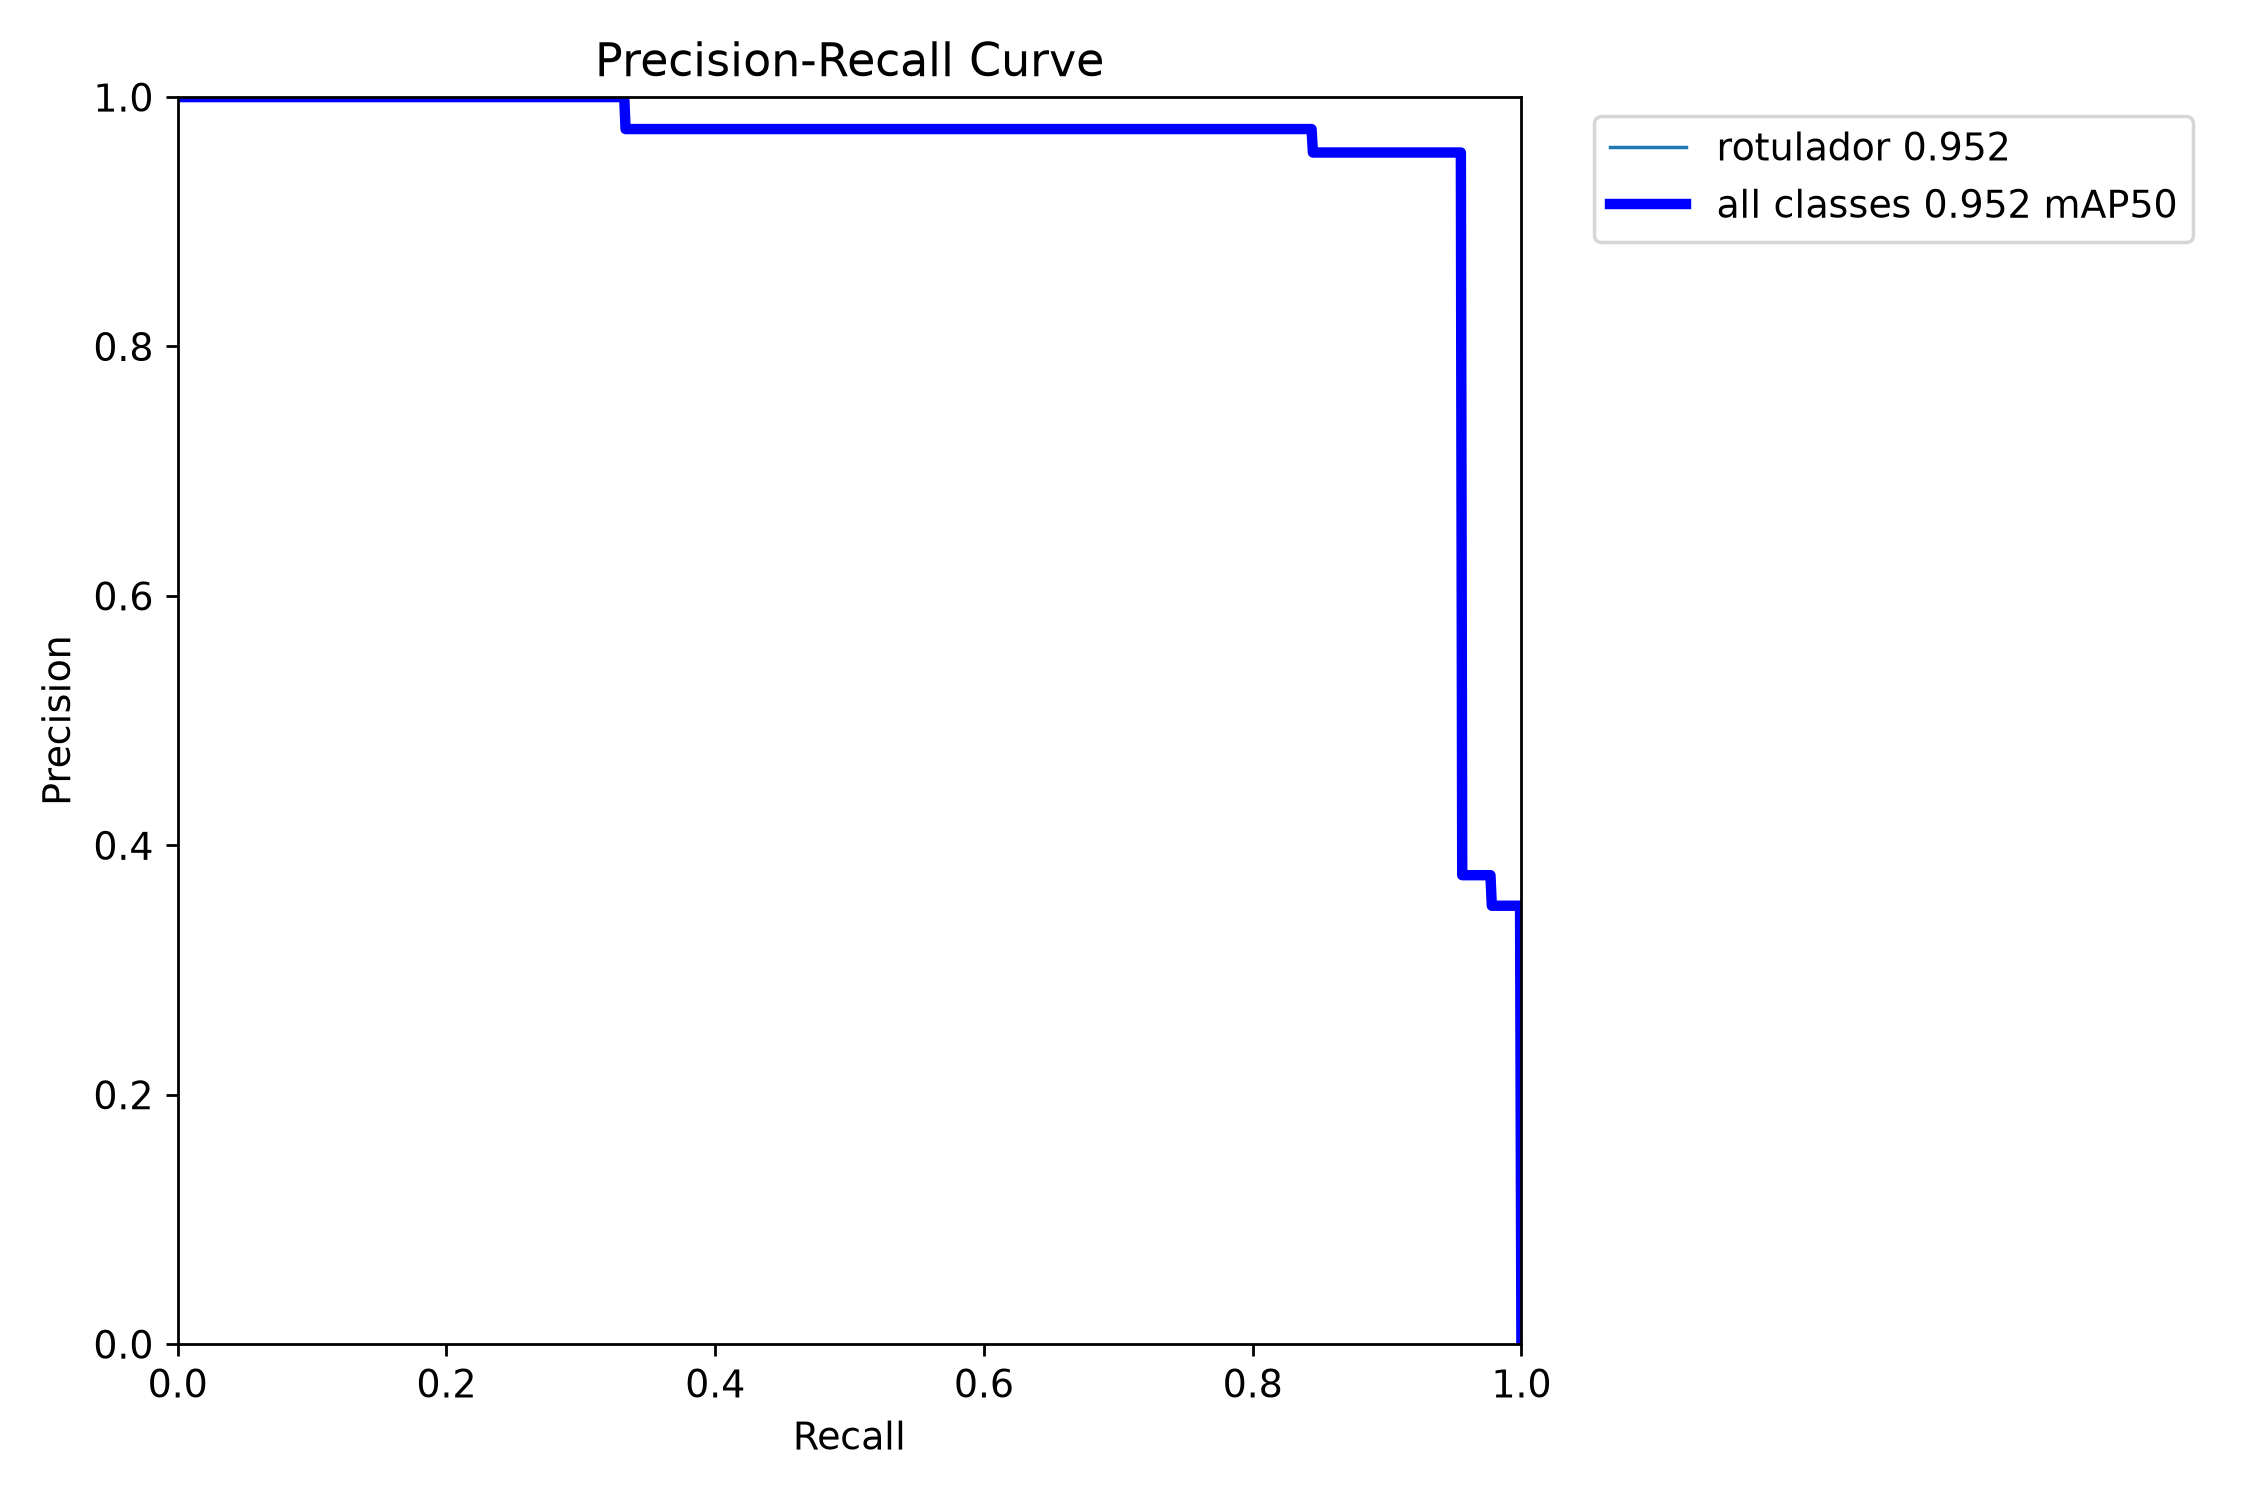 Precision-Recall Curve
1.0
0.8
0.6
0.4
0.2
0.0
Precision
0.0 0.2 0.4 0.6 0.8 1.0
Recall
rotulador 0.952
all classes 0.952 mAP50